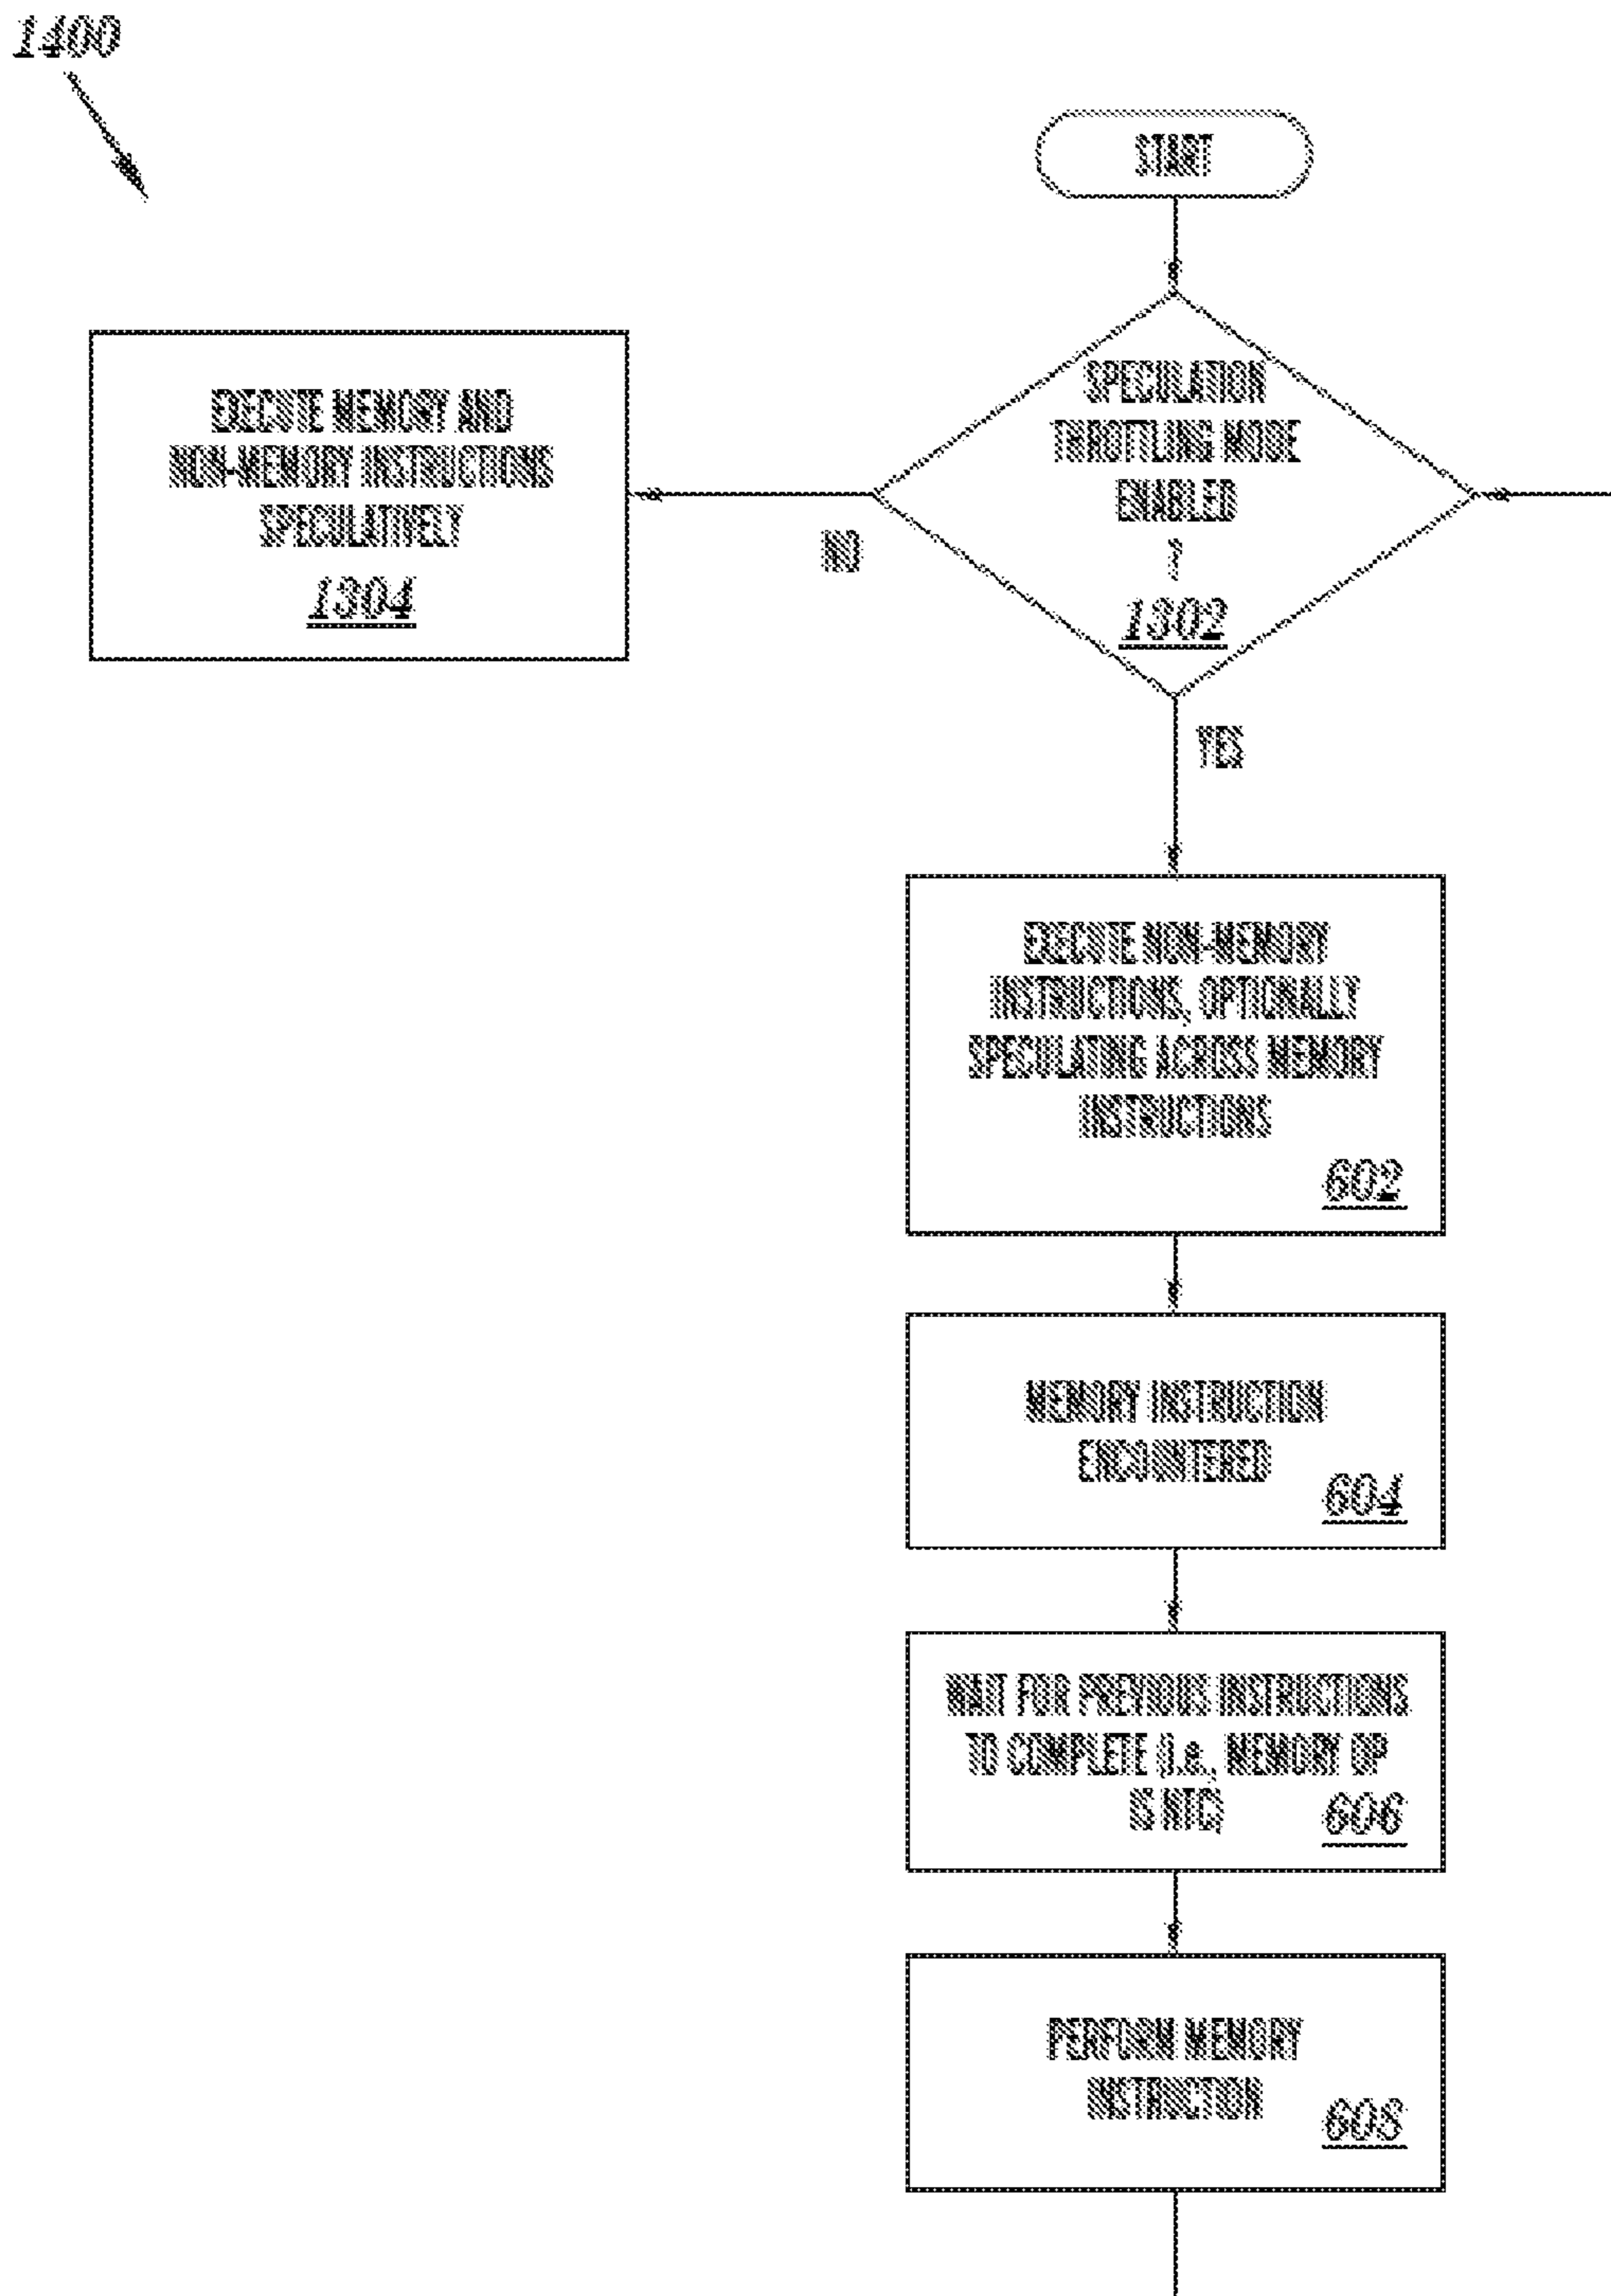 1400
START
SPECULATION
THROTTLING MODE
ENABLED
?
1302
EXECUTE MEMORY AND
NON-MEMORY INSTRUCTIONS
SPECULATIVELY
1304
NO
YES
EXECUTE NON-MEMORY
INSTRUCTIONS, OPTIONALLY
SPECULATING ACROSS MEMORY
INSTRUCTIONS
602
MEMORY INSTRUCTION
ENCOUNTERED
604
WAIT FOR PREVIOUS INSTRUCTIONS
TO COMPLETE (i.e., MEMORY OP
IS NTC)
606
PERFORM MEMORY
INSTRUCTION
608